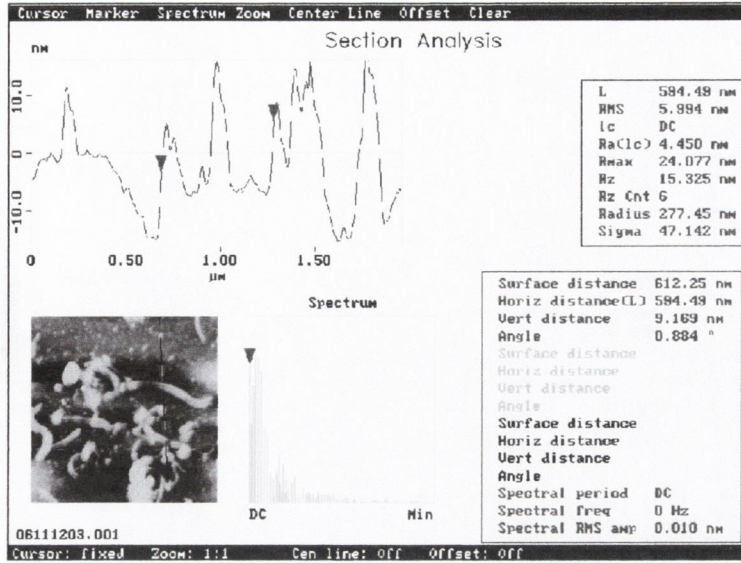 Cursor Marker Spectrum Zoom Center Line Offset Clear
Section Analysis
nm
10.0
0
-10.0
0 0.50 1.00 1.50
µm
L 594.49 nm
RMS 5.994 nm
lc DC
Ra(lc) 4.450 nm
Rmax 24.077 nm
Rz 15.325 nm
Rz Cnt 6
Radius 277.45 nm
Sigma 47.142 nm
Spectrum
DC Min
Surface distance 612.25 nm
Horiz distance(L) 594.49 nm
Vert distance 9.169 nm
Angle 0.884 °
Surface distance
Horiz distance
Vert distance
Angle
Surface distance
Horiz distance
Vert distance
Angle
Spectral period DC
Spectral freq 0 Hz
Spectral RMS amp 0.010 nm
06111203.001
Cursor: fixed Zoom: 1:1 Cen line: Off Offset: Off